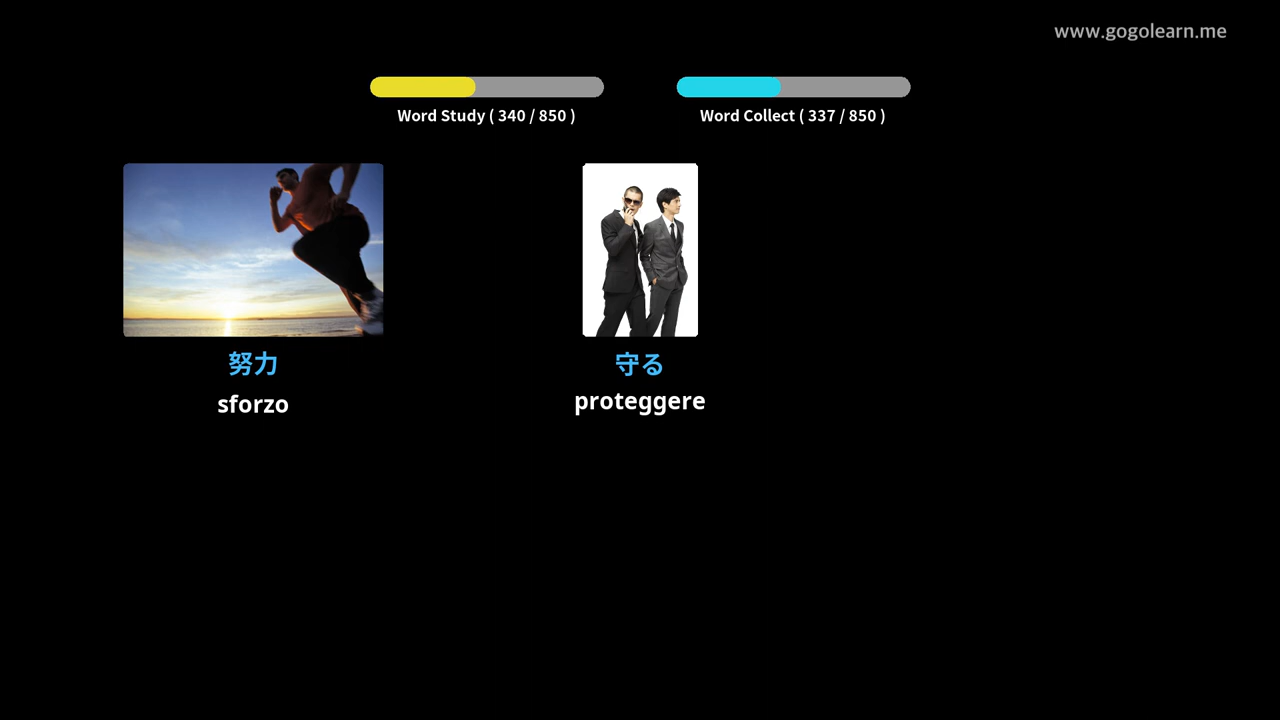 www.gogolearn.me
Word Study ( 340 / 850 )
Word Collect ( 337 / 850 )
努力
sforzo
守る
proteggere